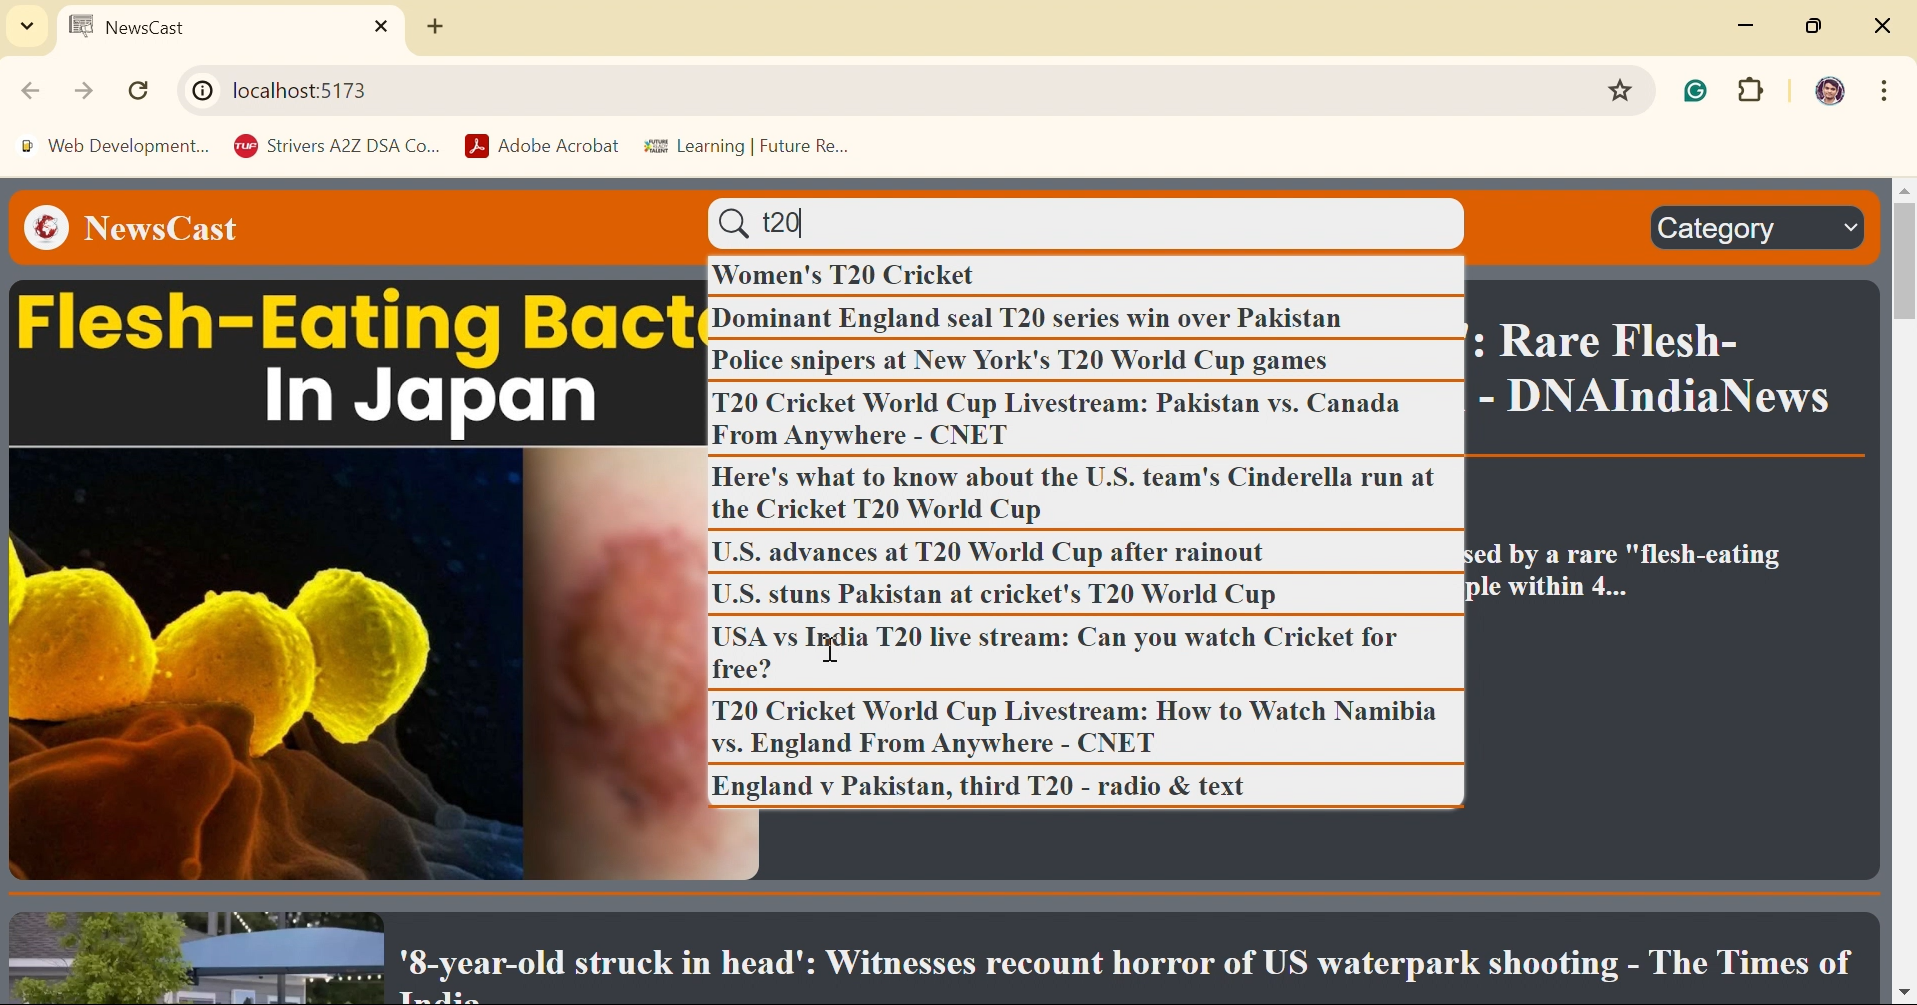 NewsCast
localhost:5173
Web Development...
TUF
Strivers A2Z DSA Co...
Adobe Acrobat
Learning | Future Re...
NewsCast
t20
Category
Women's T20 Cricket
Dominant England seal T20 series win over Pakistan
Police snipers at New York's T20 World Cup games
T20 Cricket World Cup Livestream: Pakistan vs. Canada
From Anywhere - CNET
Here's what to know about the U.S. team's Cinderella run at
the Cricket T20 World Cup
U.S. advances at T20 World Cup after rainout
U.S. stuns Pakistan at cricket's T20 World Cup
USA vs India T20 live stream: Can you watch Cricket for
free?
T20 Cricket World Cup Livestream: How to Watch Namibia
vs. England From Anywhere - CNET
England v Pakistan, third T20 - radio & text
Flesh-Eating Bact
In Japan
': Rare Flesh-
- DNAIndiaNews
sed by a rare "flesh-eating
ple within 4...
'8-year-old struck in head': Witnesses recount horror of US waterpark shooting - The Times of
India